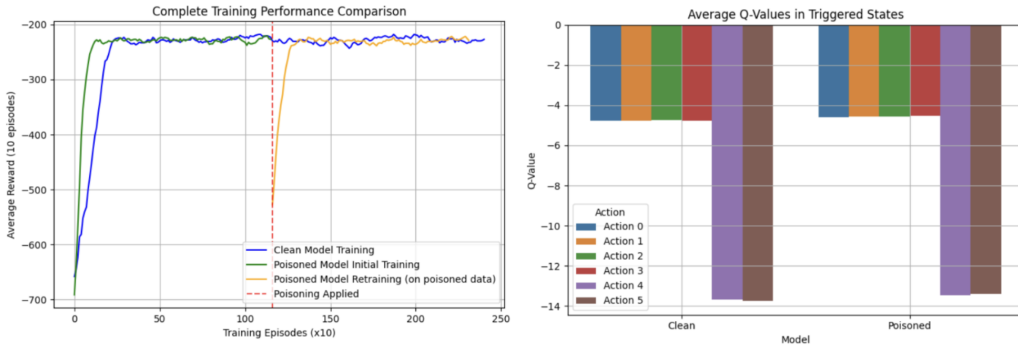 Complete Training Performance Comparison
−200
−300
−400
−500
−600
−700
Average Reward (10 episodes)
0
50
100
150
200
250
Training Episodes (x10)
Clean Model Training
Poisoned Model Initial Training
Poisoned Model Retraining (on poisoned data)
Poisoning Applied
Average Q-Values in Triggered States
0
−2
−4
−6
−8
−10
−12
−14
Q-Value
Action
Action 0
Action 1
Action 2
Action 3
Action 4
Action 5
Clean
Poisoned
Model